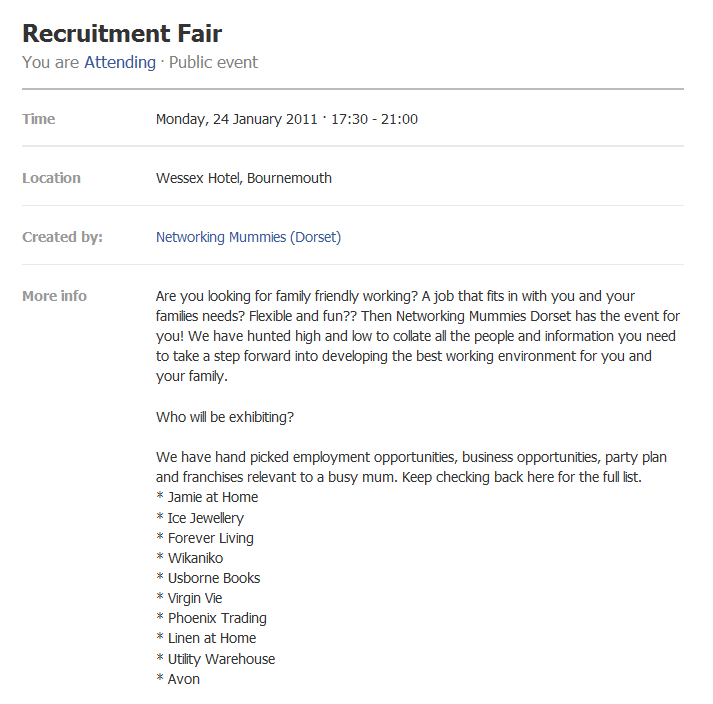 Recruitment Fair
You are Attending · Public event
Time Monday, 24 January 2011 · 17:30 - 21:00
Location Wessex Hotel, Bournemouth
Created by: Networking Mummies (Dorset)
More info Are you looking for family friendly working? A job that fits in with you and your
families needs? Flexible and fun?? Then Networking Mummies Dorset has the event for
you! We have hunted high and low to collate all the people and information you need
to take a step forward into developing the best working environment for you and
your family.
Who will be exhibiting?
We have hand picked employment opportunities, business opportunities, party plan
and franchises relevant to a busy mum. Keep checking back here for the full list.
* Jamie at Home
* Ice Jewellery
* Forever Living
* Wikaniko
* Usborne Books
* Virgin Vie
* Phoenix Trading
* Linen at Home
* Utility Warehouse
* Avon